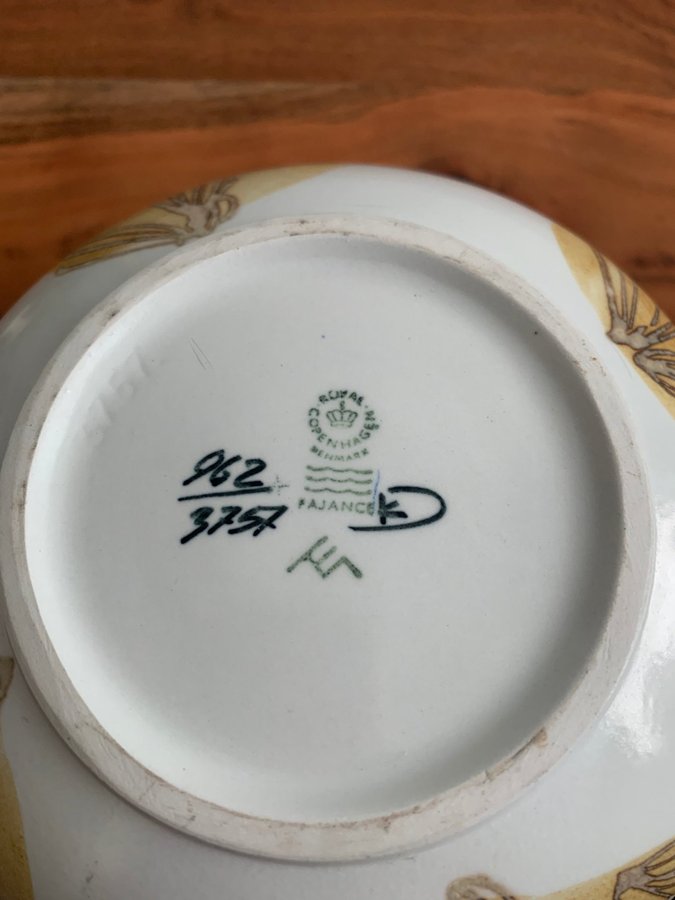 ROYAL
COPENHAGEN
DENMARK
962
3757
FAJANCE